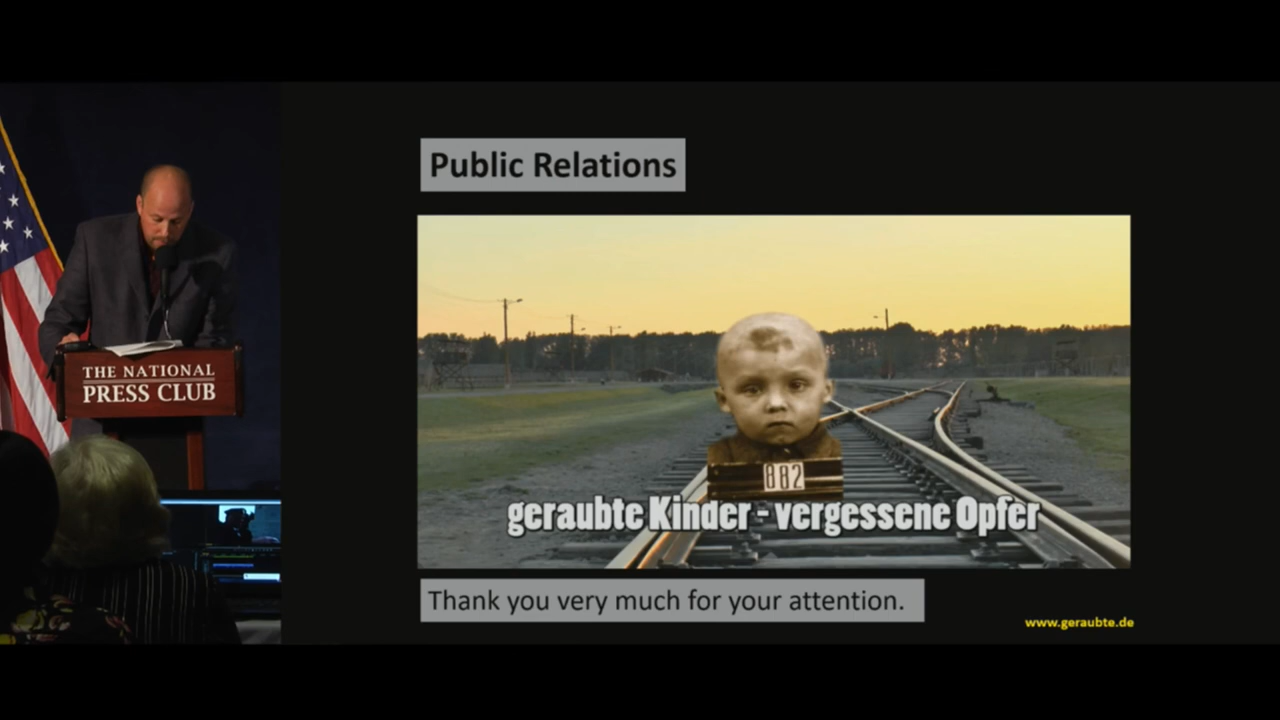 Public Relations
THE NATIONAL
PRESS CLUB
882
geraubte Kinder - vergessene Opfer
Thank you very much for your attention.
www.geraubte.de